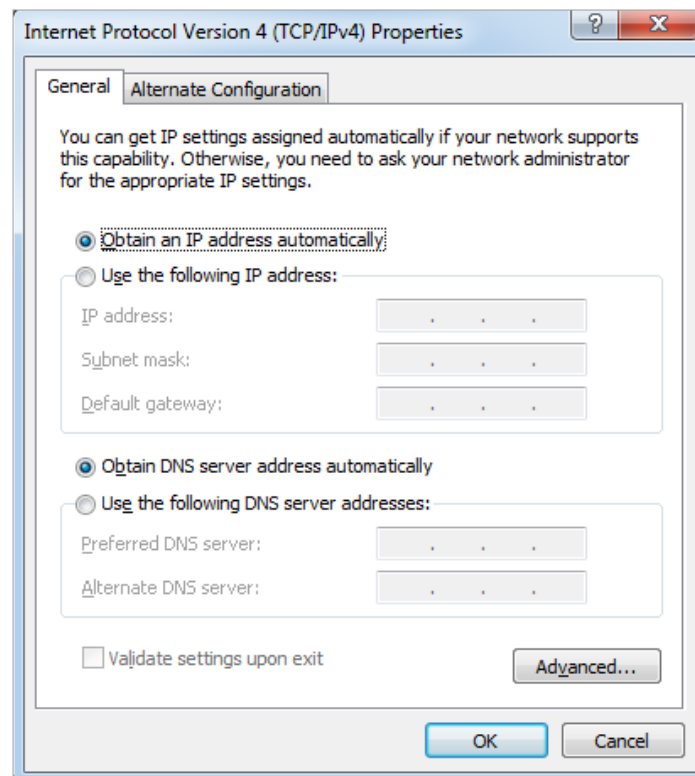 Internet Protocol Version 4 (TCP/IPv4) Properties
?
X
General
Alternate Configuration
You can get IP settings assigned automatically if your network supports
this capability. Otherwise, you need to ask your network administrator
for the appropriate IP settings.
Obtain an IP address automatically
Use the following IP address:
IP address:
. . .
Subnet mask:
. . .
Default gateway:
. . .
Obtain DNS server address automatically
Use the following DNS server addresses:
Preferred DNS server:
. . .
Alternate DNS server:
. . .
Validate settings upon exit
Advanced...
OK
Cancel